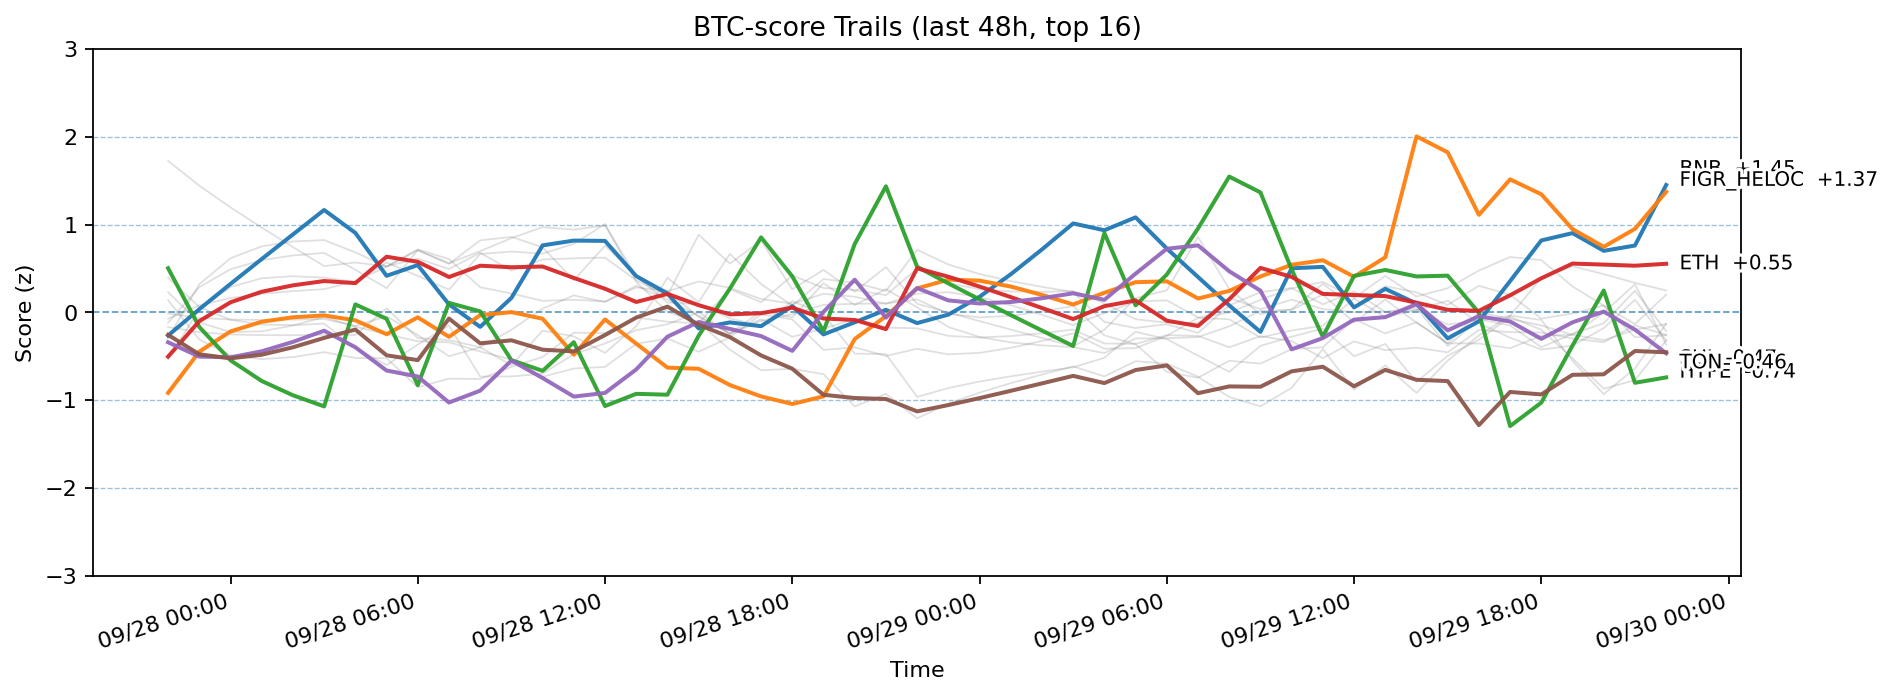 BTC-score Trails (last 48h, top 16)
Score (z)
3
2
1
0
−1
−2
−3
BNB +1.45
FIGR_HELOC +1.37
ETH +0.55
TON -0.46
HYPE -0.74
09/28 00:00
09/28 06:00
09/28 12:00
09/28 18:00
09/29 00:00
09/29 06:00
09/29 12:00
09/29 18:00
09/30 00:00
Time